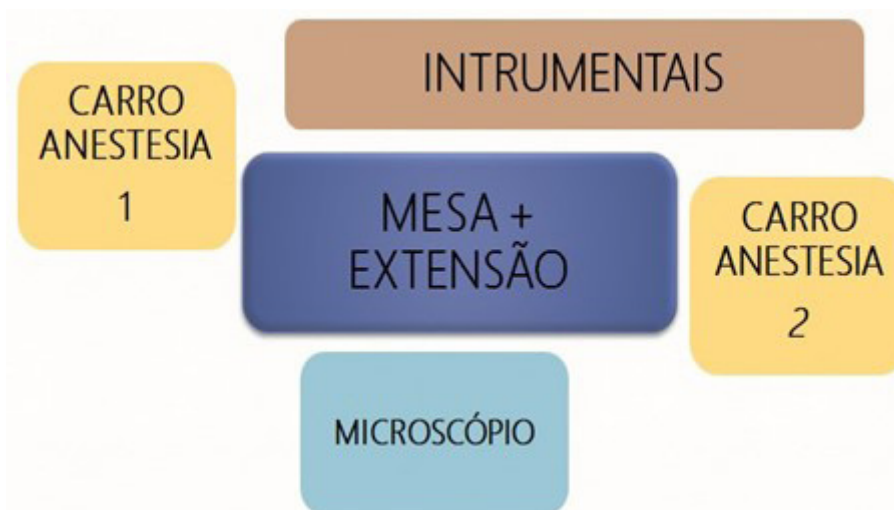 INTRUMENTAIS
CARRO
ANESTESIA
1
MESA +
EXTENSÃO
CARRO
ANESTESIA
2
MICROSCÓPIO